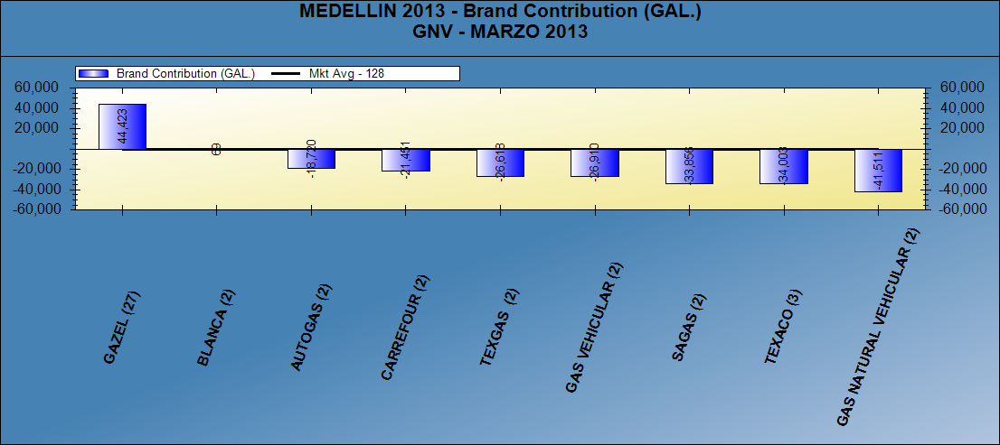 MEDELLIN 2013 - Brand Contribution (GAL.)
GNV - MARZO 2013
Brand Contribution (GAL.) Mkt Avg - 128
60,000 60,000
40,000 40,000
20,000 20,000
-20,000 -20,000
-40,000 -40,000
-60,000 -60,000
44,423
69
-18,720
-21,451
-26,618
-26,910
-33,856
-34,003
-41,511
GAZEL (27)
BLANCA (2)
AUTOGAS (2)
CARREFOUR (2)
TEXGAS (2)
GAS VEHICULAR (2)
SAGAS (2)
TEXACO (3)
GAS NATURAL VEHICULAR (2)